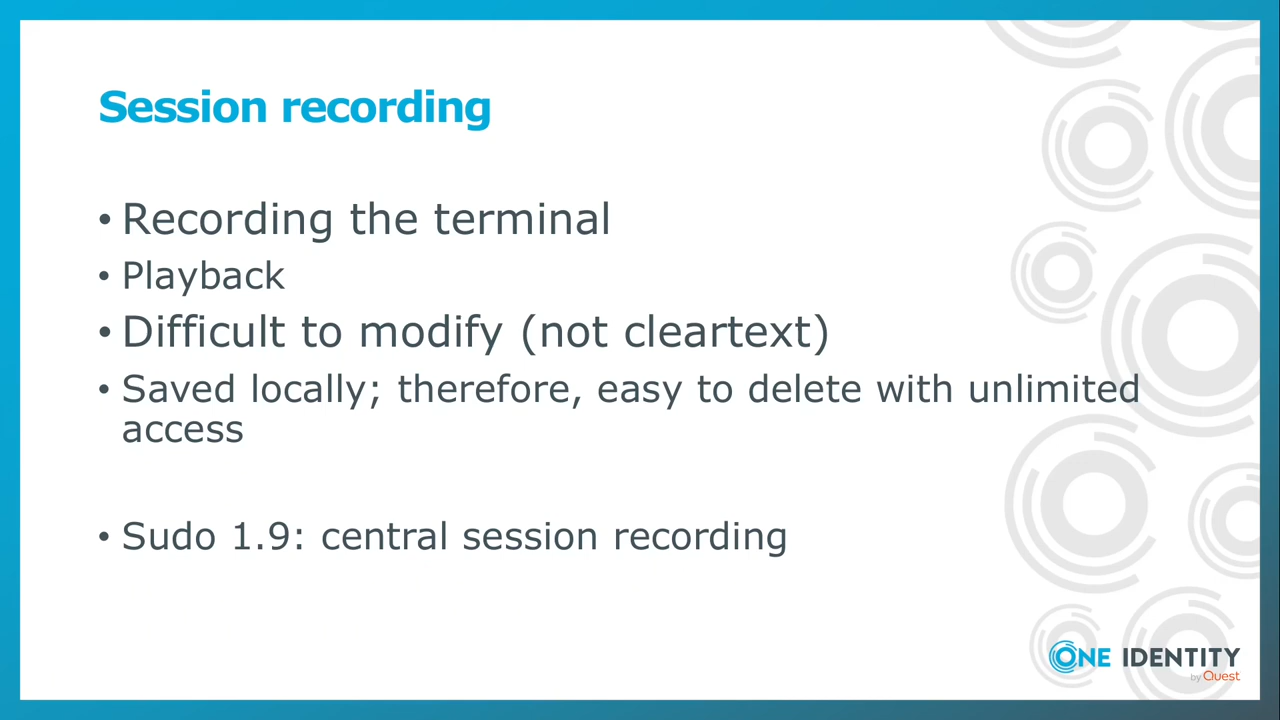 Session recording
• Recording the terminal
• Playback
• Difficult to modify (not cleartext)
• Saved locally; therefore, easy to delete with unlimited
access
• Sudo 1.9: central session recording
ONE IDENTITY
by Quest